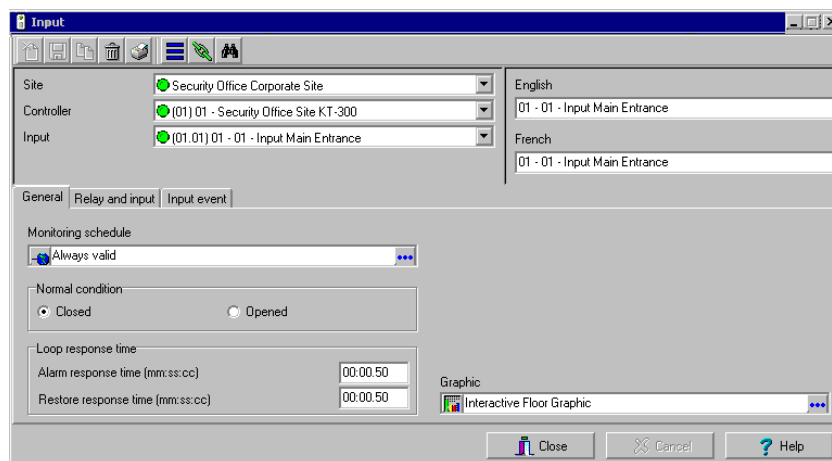 Input
Site
Security Office Corporate Site
Controller
(01) 01 - Security Office Site KT-300
Input
(01.01) 01 - 01 - Input Main Entrance
English
01 - 01 - Input Main Entrance
French
01 - 01 - Input Main Entrance
General Relay and input Input event
Monitoring schedule
Always valid
Normal condition
Closed Opened
Loop response time
Alarm response time (mm:ss:cc) 00:00.50
Restore response time (mm:ss:cc) 00:00.50
Graphic
Interactive Floor Graphic
Close Cancel Help